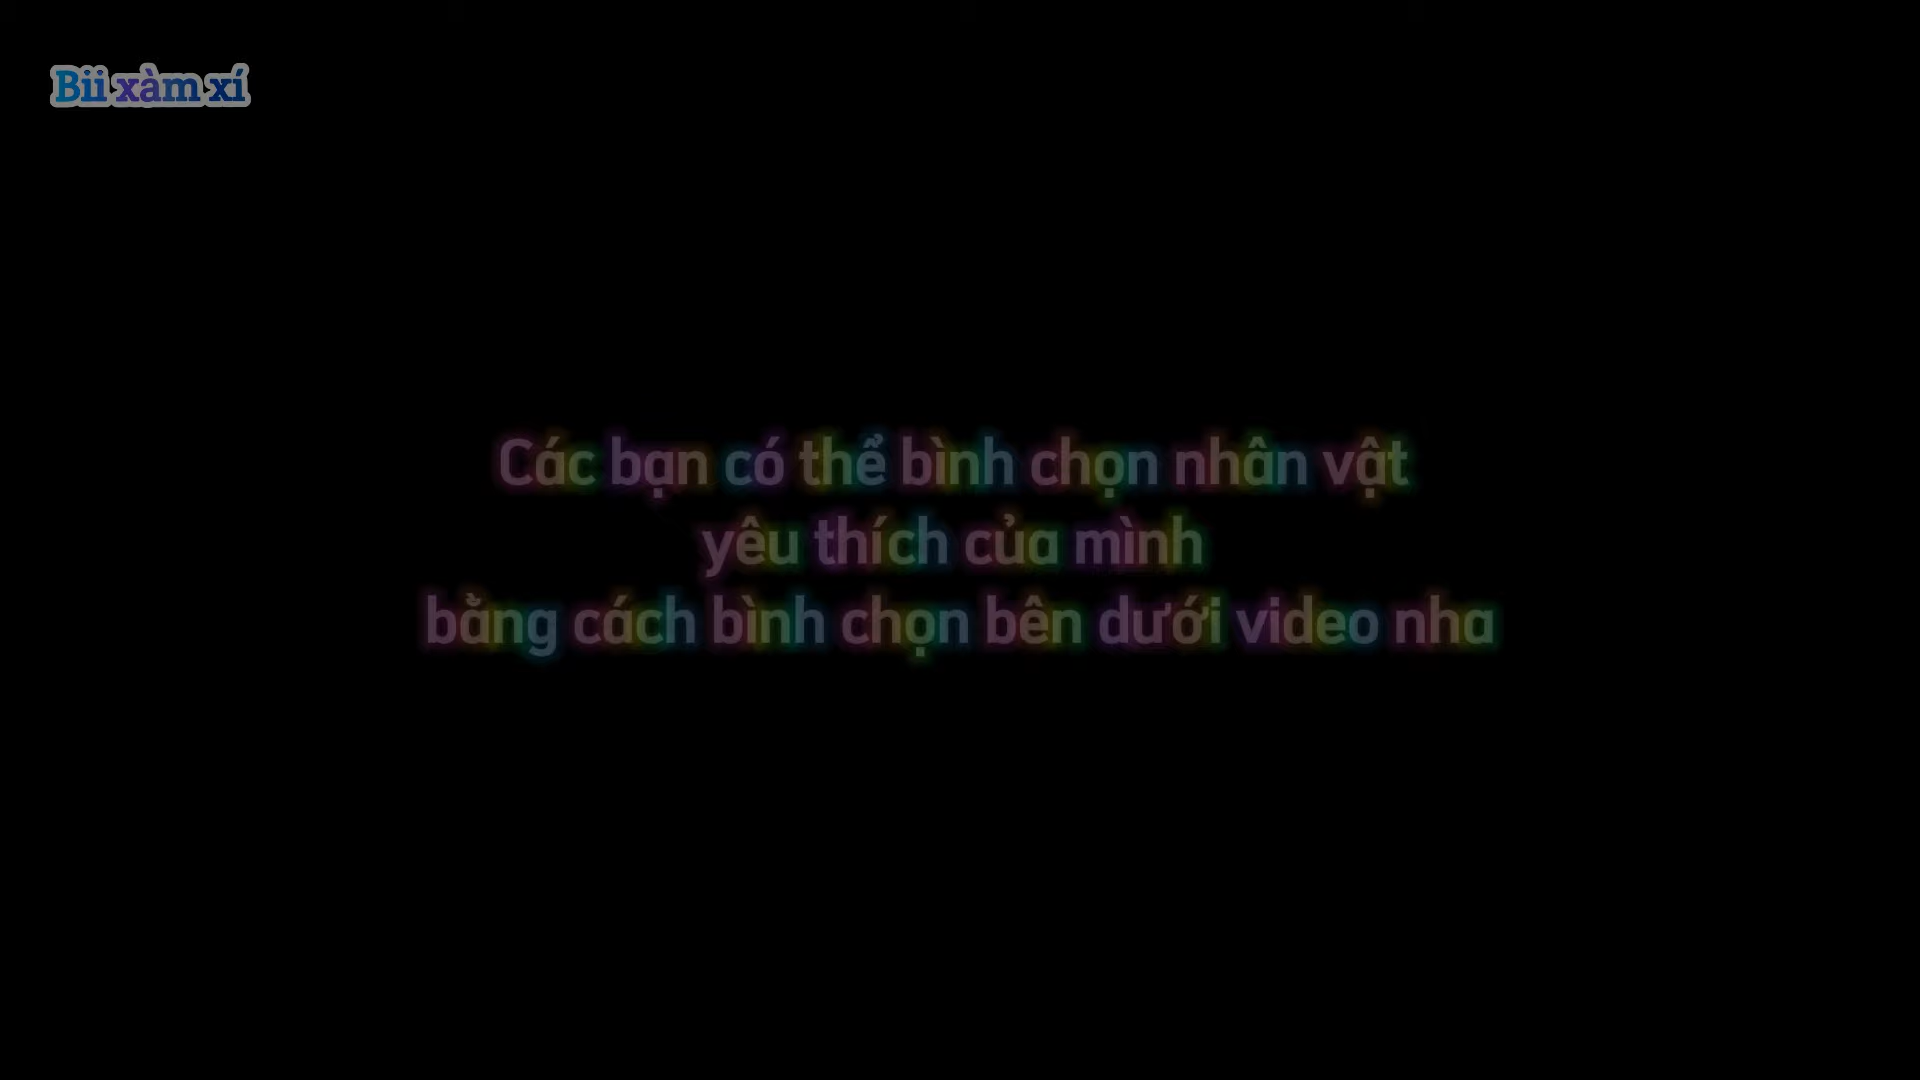 Bii xàm xí
Các bạn có thể bình chọn nhân vật
yêu thích của mình
bằng cách bình chọn bên dưới video nha